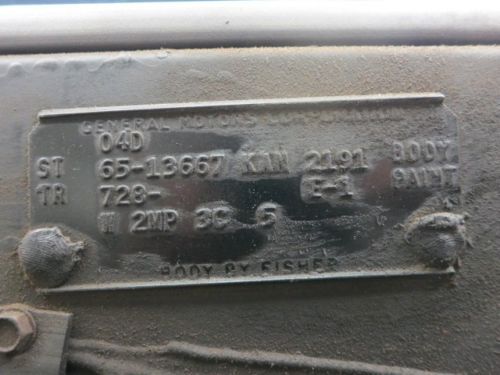 GENERAL MOTORS CORPORATION
04D
ST 65-13667 KAN 2191 BODY
TR 728- E-1 PAINT
W 2MP 3C 6
BODY BY FISHER